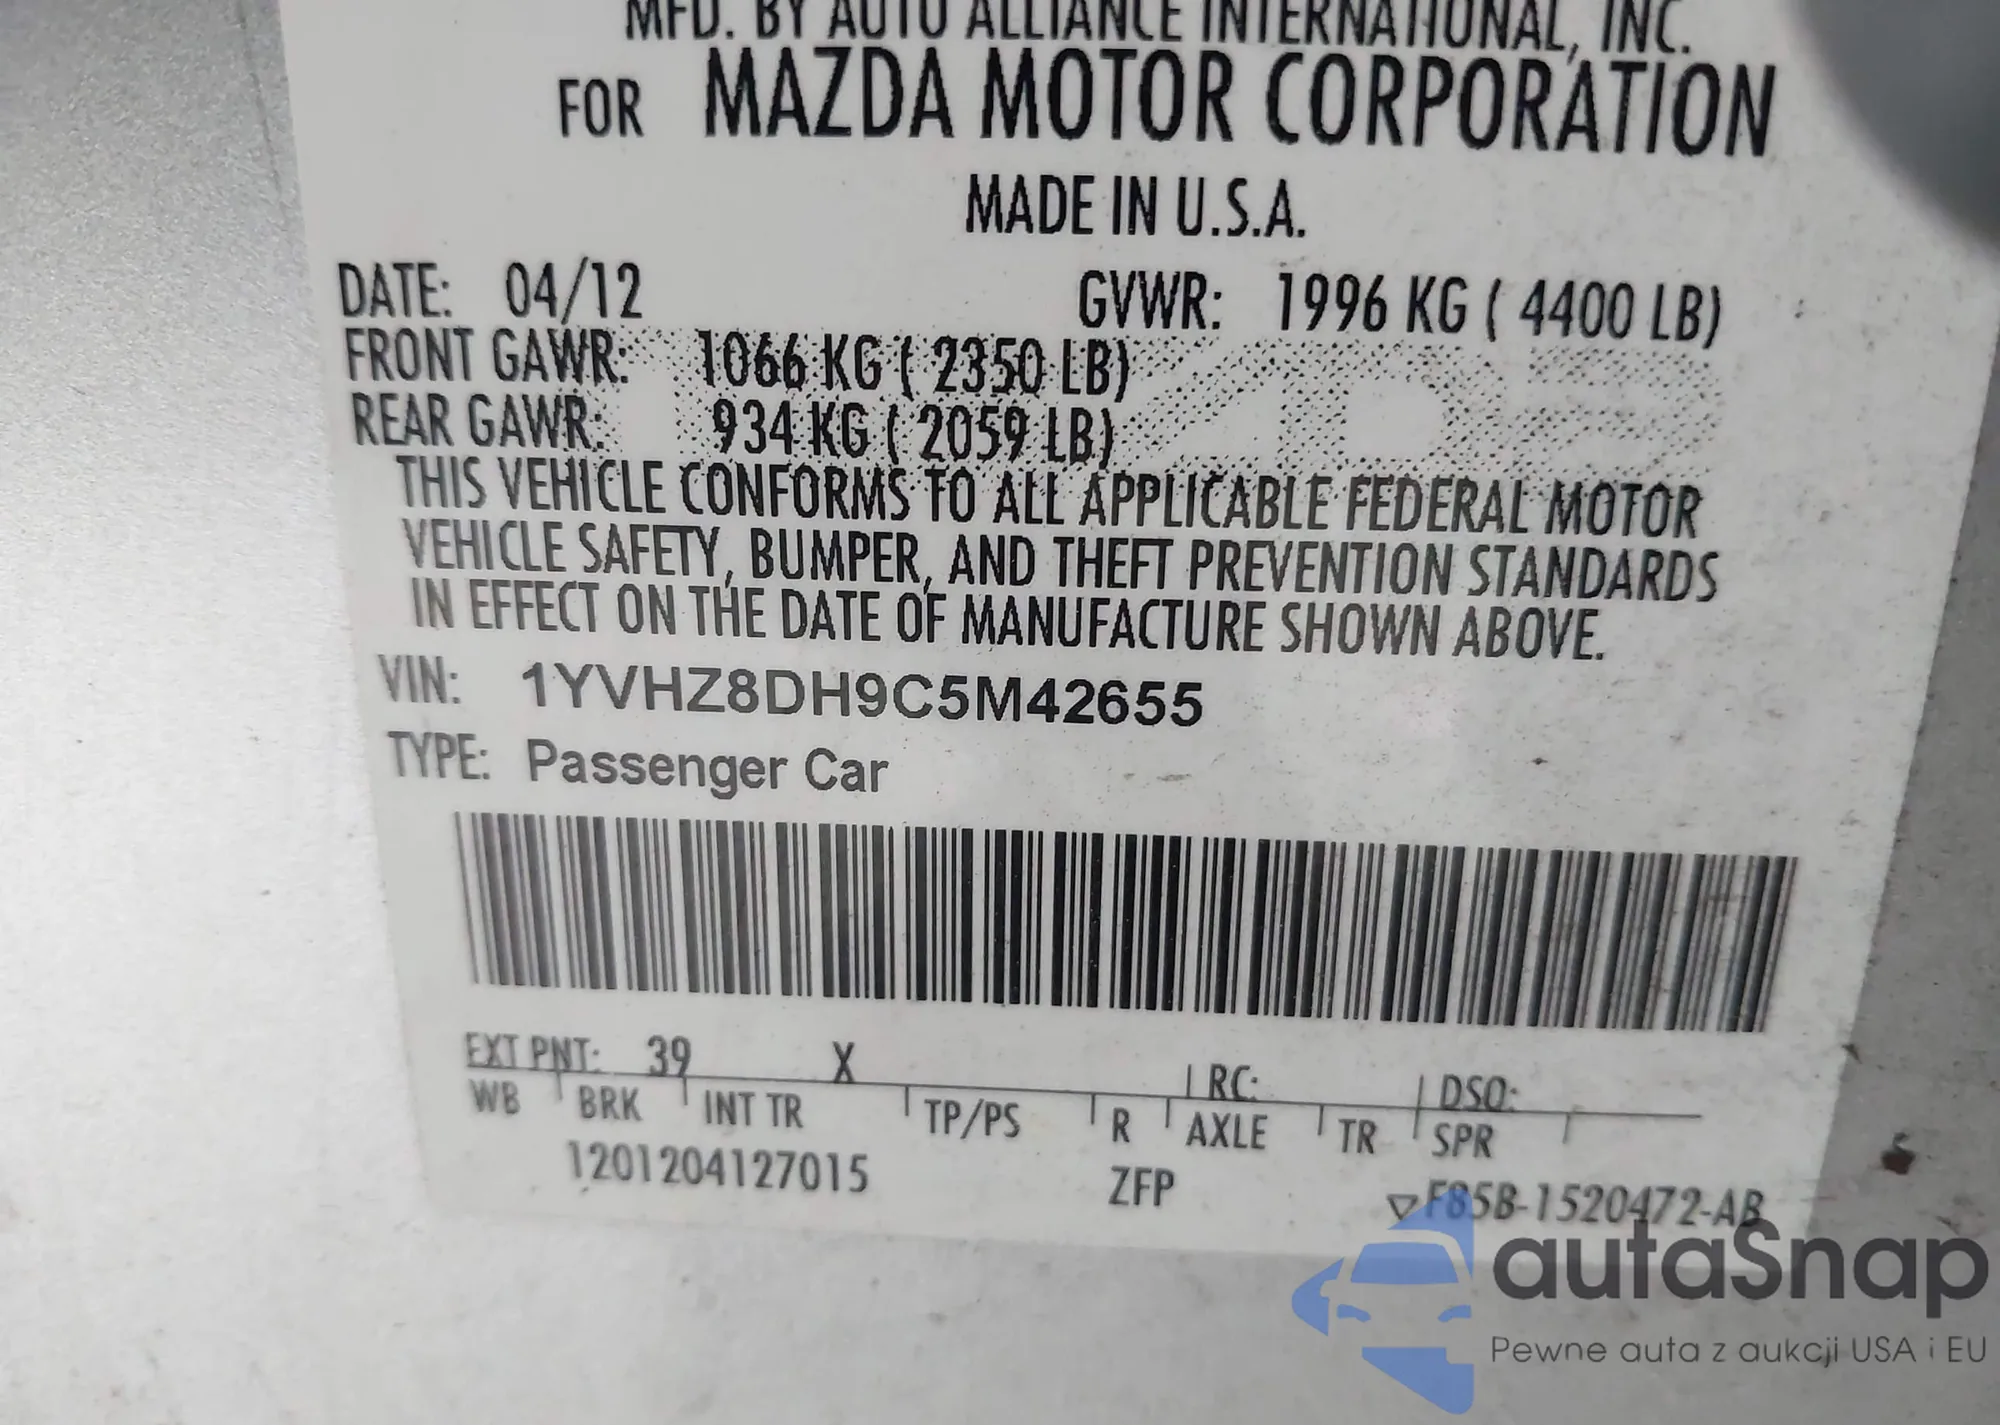 MFD. BY AUTO ALLIANCE INTERNATIONAL, INC.
FOR MAZDA MOTOR CORPORATION
MADE IN U.S.A.
DATE: 04/12 GVWR: 1996 KG ( 4400 LB)
FRONT GAWR: 1066 KG ( 2350 LB)
REAR GAWR: 934 KG ( 2059 LB)
THIS VEHICLE CONFORMS TO ALL APPLICABLE FEDERAL MOTOR
VEHICLE SAFETY, BUMPER, AND THEFT PREVENTION STANDARDS
IN EFFECT ON THE DATE OF MANUFACTURE SHOWN ABOVE.
VIN: 1YVHZ8DH9C5M42655
TYPE: Passenger Car
EXT PNT: 39 X RC: DSO:
WB BRK INT TR TP/PS R AXLE TR SPR
1201204127015 ZFP F85B-1520472-AB
autaSnap
Pewne auta z aukcji USA i EU